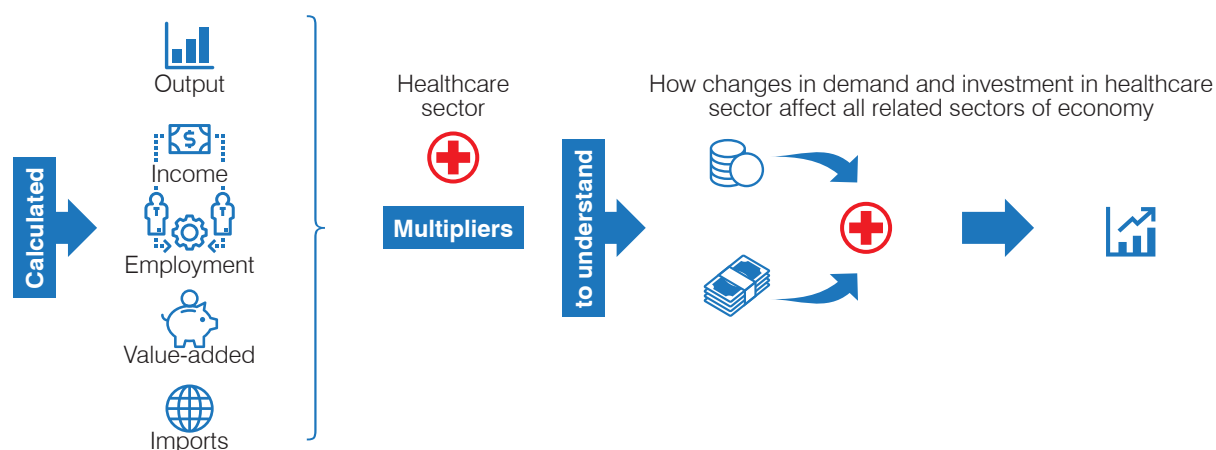 Calculated
Output
$
Income
Employment
Value-added
Imports
Healthcare
sector
Multipliers
to understand
How changes in demand and investment in healthcare
sector affect all related sectors of economy